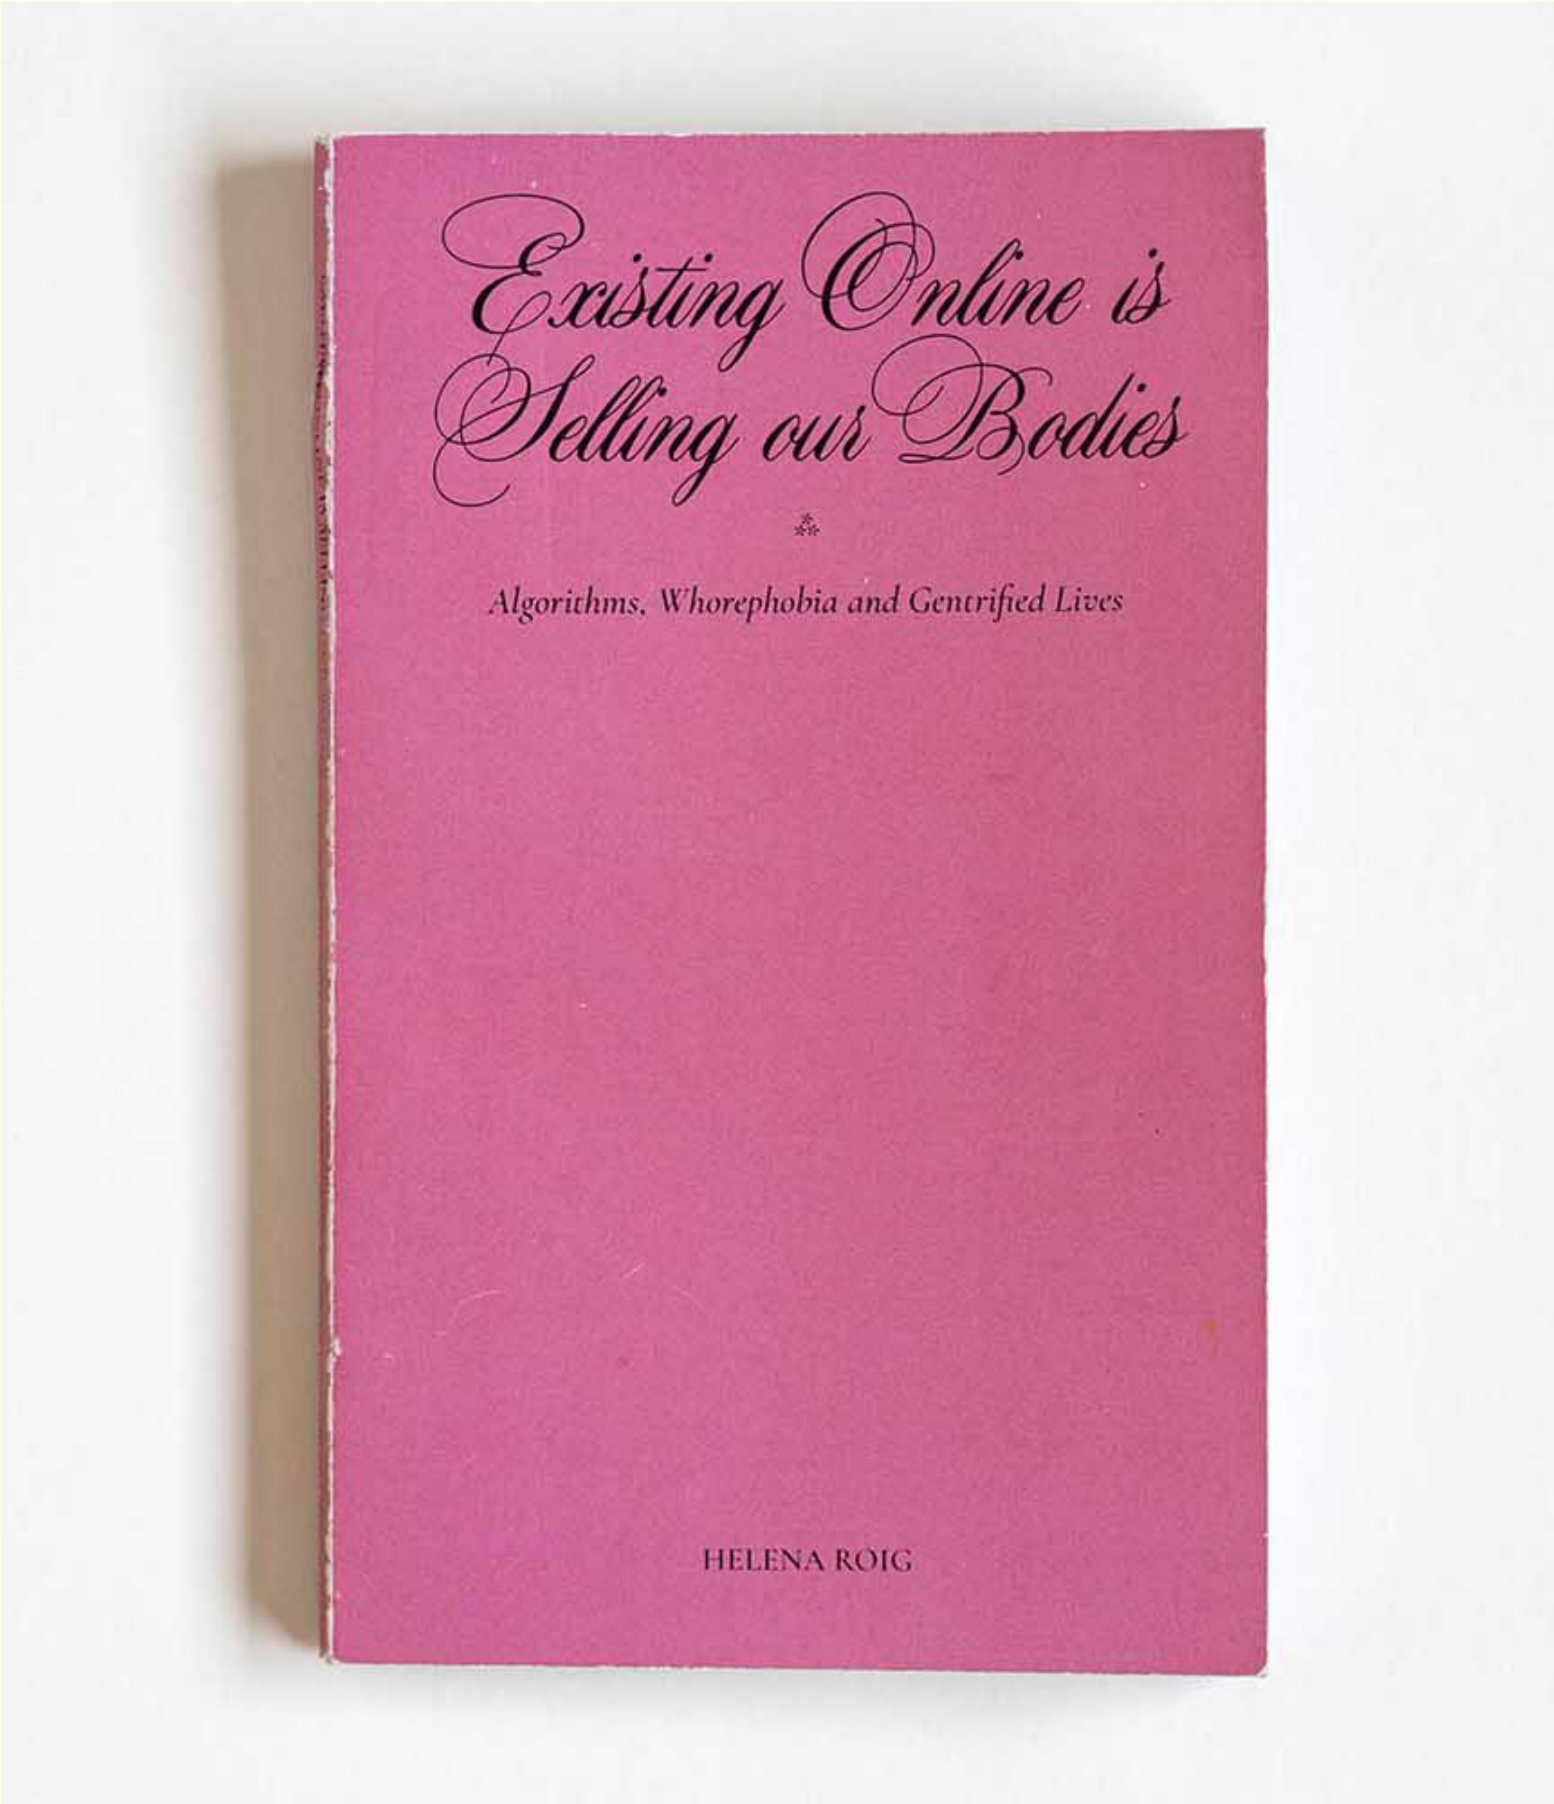 Existing Online is
Selling our Bodies
⁂
Algorithms, Whorephobia and Gentrified Lives
HELENA ROIG